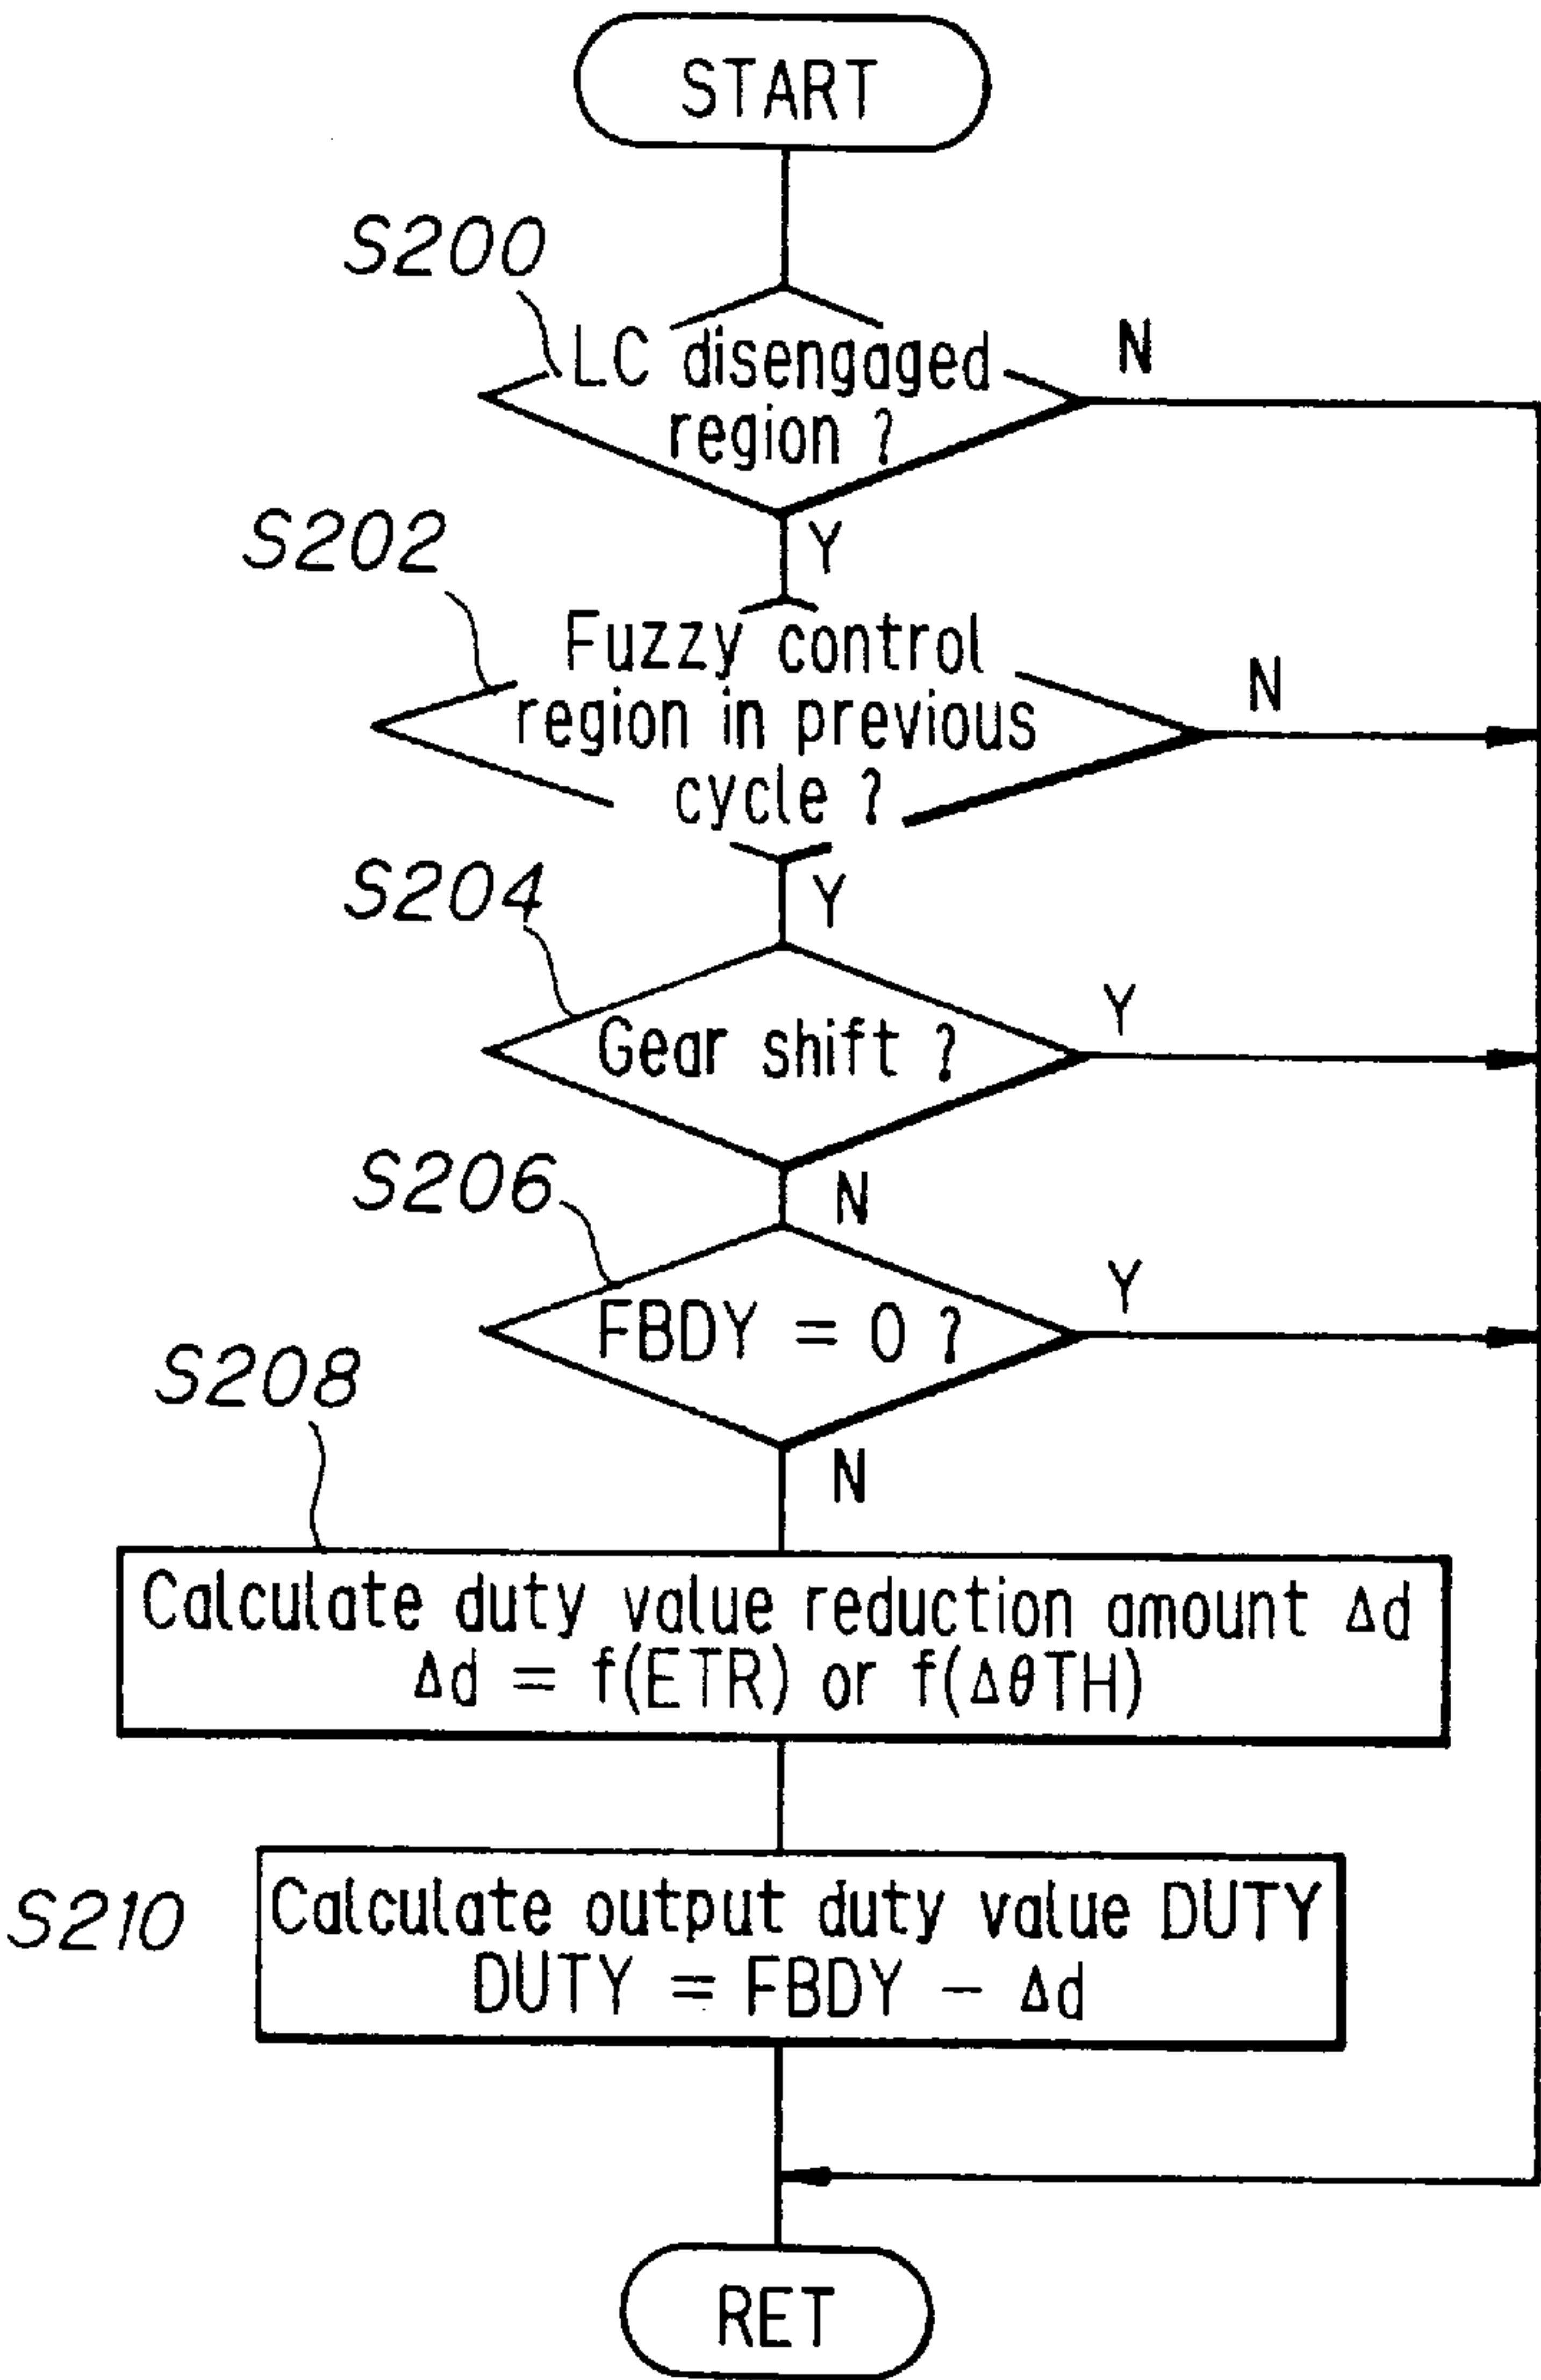 START
S200
LC disengaged
region ?
N
Y
S202
Fuzzy control
region in previous
cycle ?
N
Y
S204
Gear shift ?
Y
N
S206
FBDY = 0 ?
Y
N
S208
Calculate duty value reduction amount Δd
Δd = f(ETR) or f(ΔθTH)
S210
Calculate output duty value DUTY
DUTY = FBDY - Δd
RET